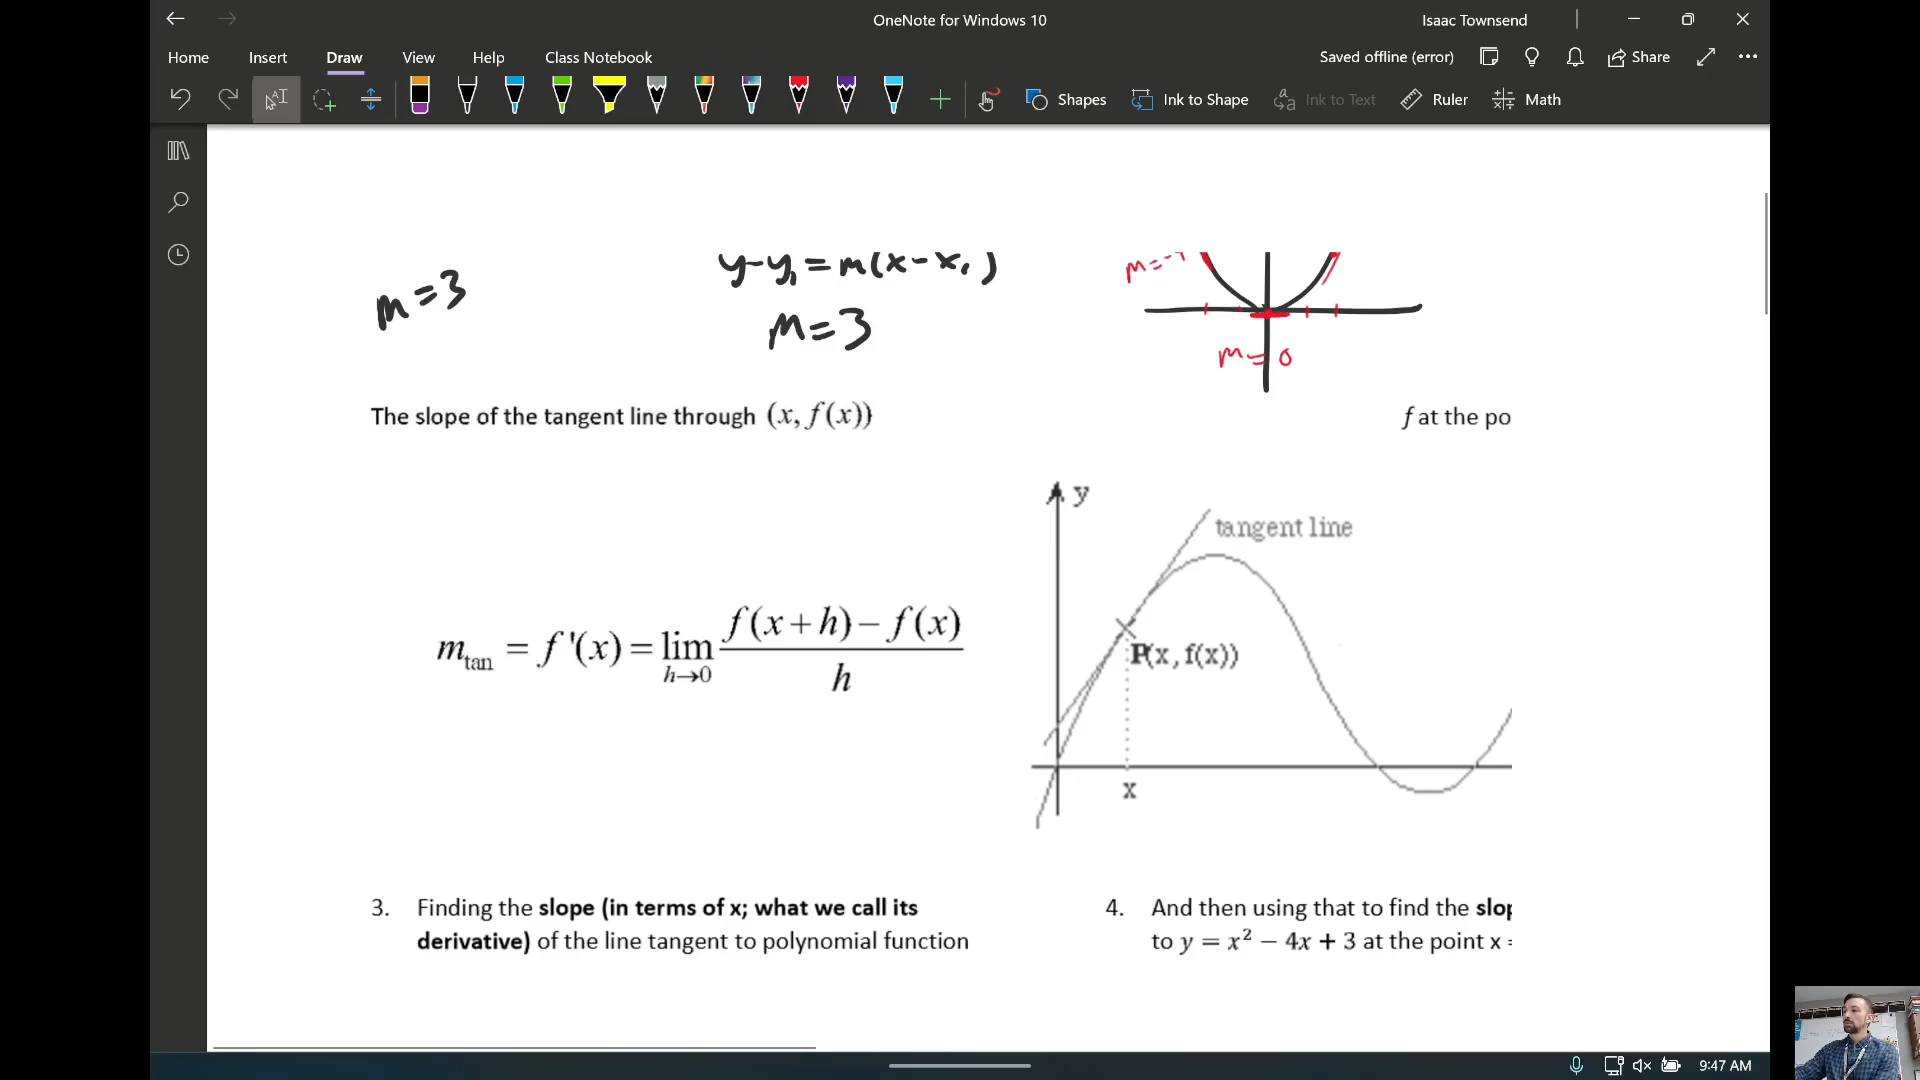 OneNote for Windows 10
Isaac Townsend
Home Insert Draw View Help Class Notebook
Saved offline (error) Share
Shapes Ink to Shape Ink to Text Ruler Math
y-y₁=m(x-x₁)
m=3
m=3
m=0
The slope of the tangent line through (x, f(x))
f at the po
y
tangent line
m_tan = f'(x) = lim h→0 f(x+h) − f(x) / h
P(x, f(x))
x
3. Finding the slope (in terms of x; what we call its
derivative) of the line tangent to polynomial function
4. And then using that to find the slop
to y = x² − 4x + 3 at the point x =
9:47 AM